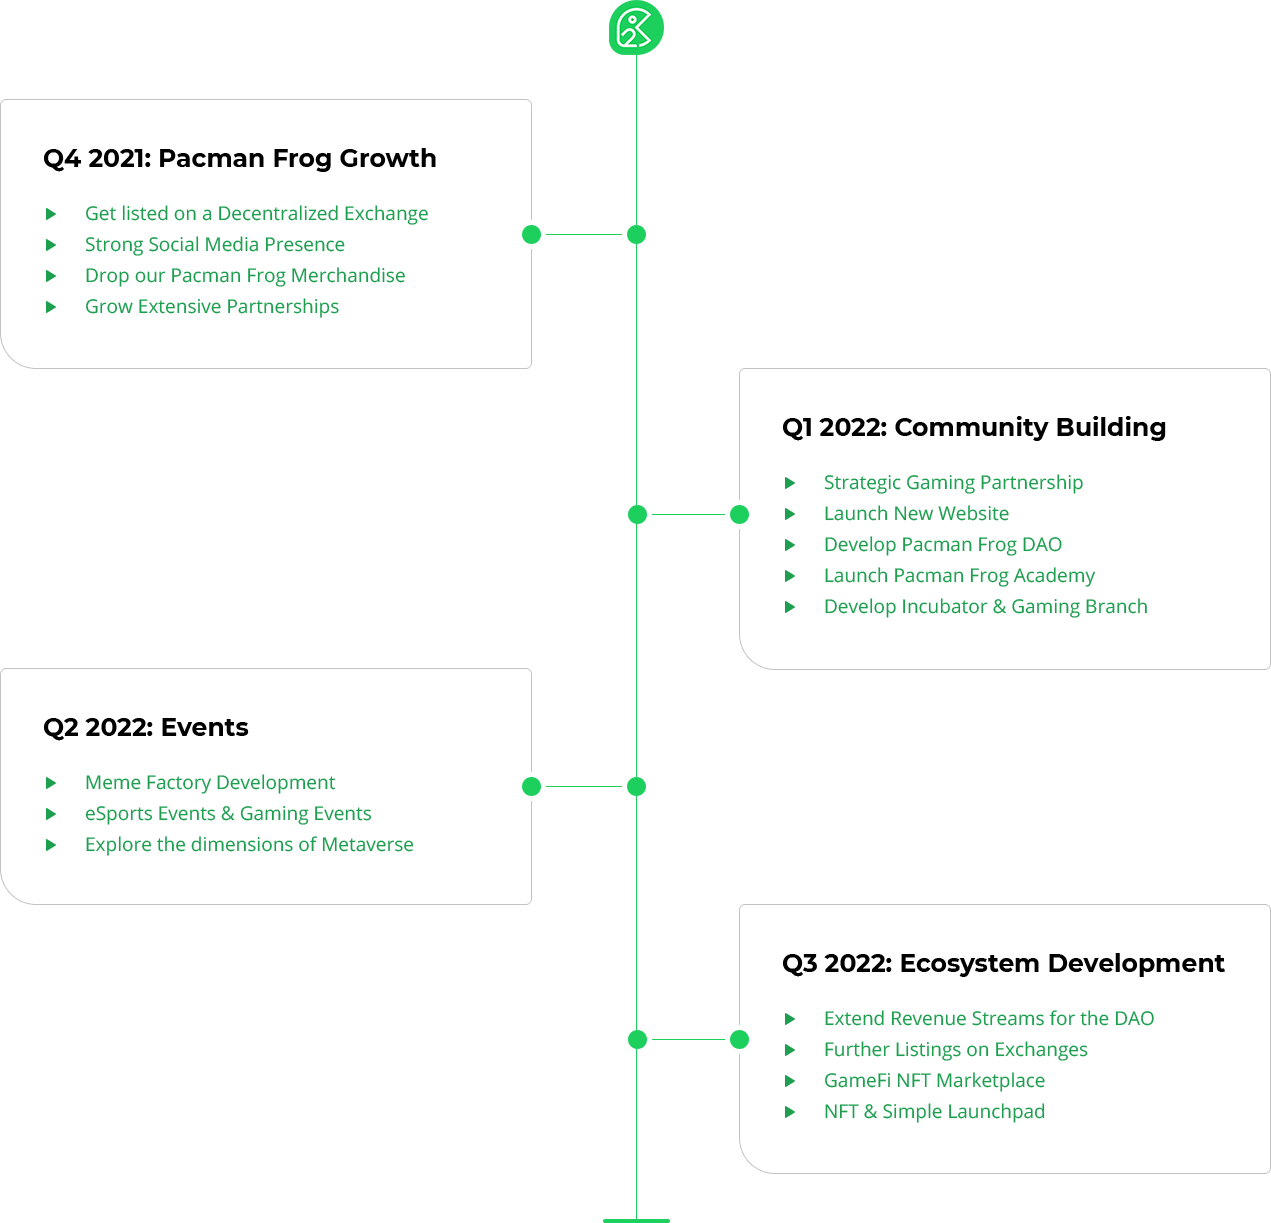 Q4 2021: Pacman Frog Growth
Get listed on a Decentralized Exchange
Strong Social Media Presence
Drop our Pacman Frog Merchandise
Grow Extensive Partnerships
Q1 2022: Community Building
Strategic Gaming Partnership
Launch New Website
Develop Pacman Frog DAO
Launch Pacman Frog Academy
Develop Incubator & Gaming Branch
Q2 2022: Events
Meme Factory Development
eSports Events & Gaming Events
Explore the dimensions of Metaverse
Q3 2022: Ecosystem Development
Extend Revenue Streams for the DAO
Further Listings on Exchanges
GameFi NFT Marketplace
NFT & Simple Launchpad